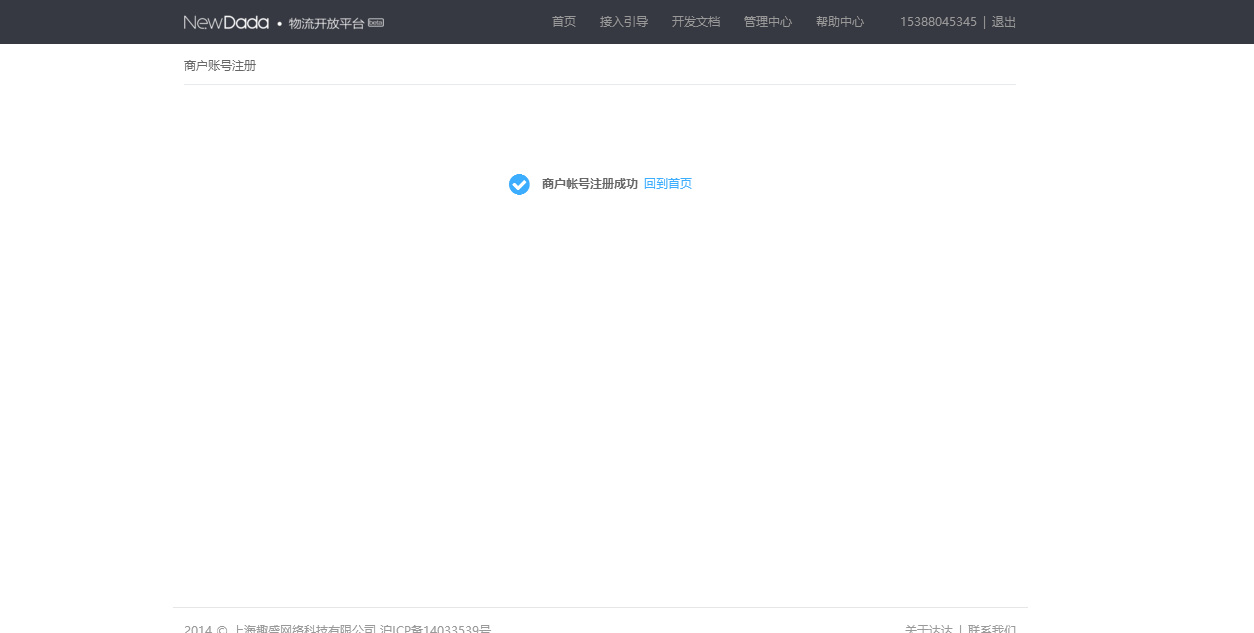 NewDada • 物流开放平台 beta 首页 接入引导 开发文档 管理中心 帮助中心 15388045345 | 退出
商户账号注册
商户帐号注册成功 回到首页
2014 © 上海趣盛网络科技有限公司 沪ICP备14033539号 关于达达 | 联系我们